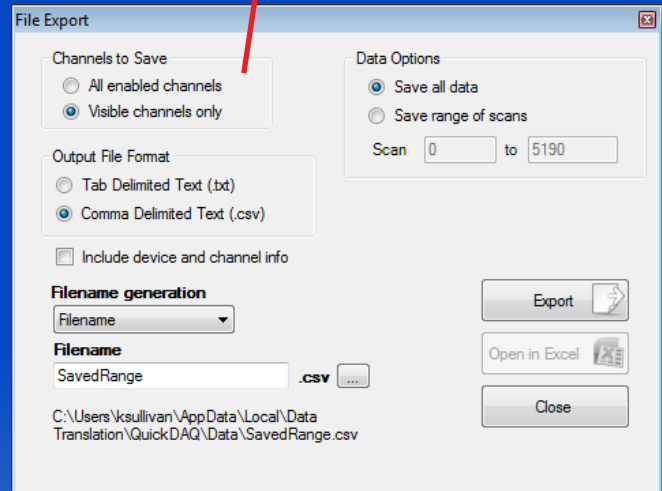 File Export
Channels to Save
All enabled channels
Visible channels only
Data Options
Save all data
Save range of scans
Scan 0 to 5190
Output File Format
Tab Delimited Text (.txt)
Comma Delimited Text (.csv)
Include device and channel info
Filename generation
Filename
Filename
SavedRange .csv ...
C:\Users\ksullivan\AppData\Local\Data
Translation\QuickDAQ\Data\SavedRange.csv
Export
Open in Excel
Close